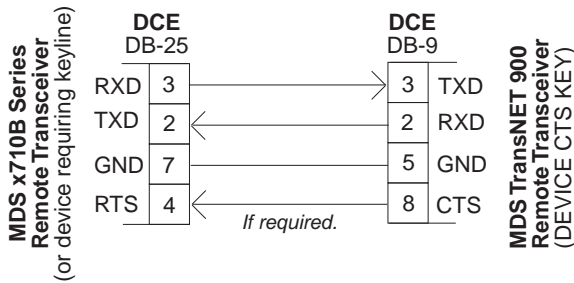 MDS x710B Series
Remote Transceiver
(or device requiring keyline)
DCE
DB-25
RXD 3
TXD 2
GND 7
RTS 4
If required.
DCE
DB-9
3 TXD
2 RXD
5 GND
8 CTS
MDS TransNET 900
Remote Transceiver
(DEVICE CTS KEY)